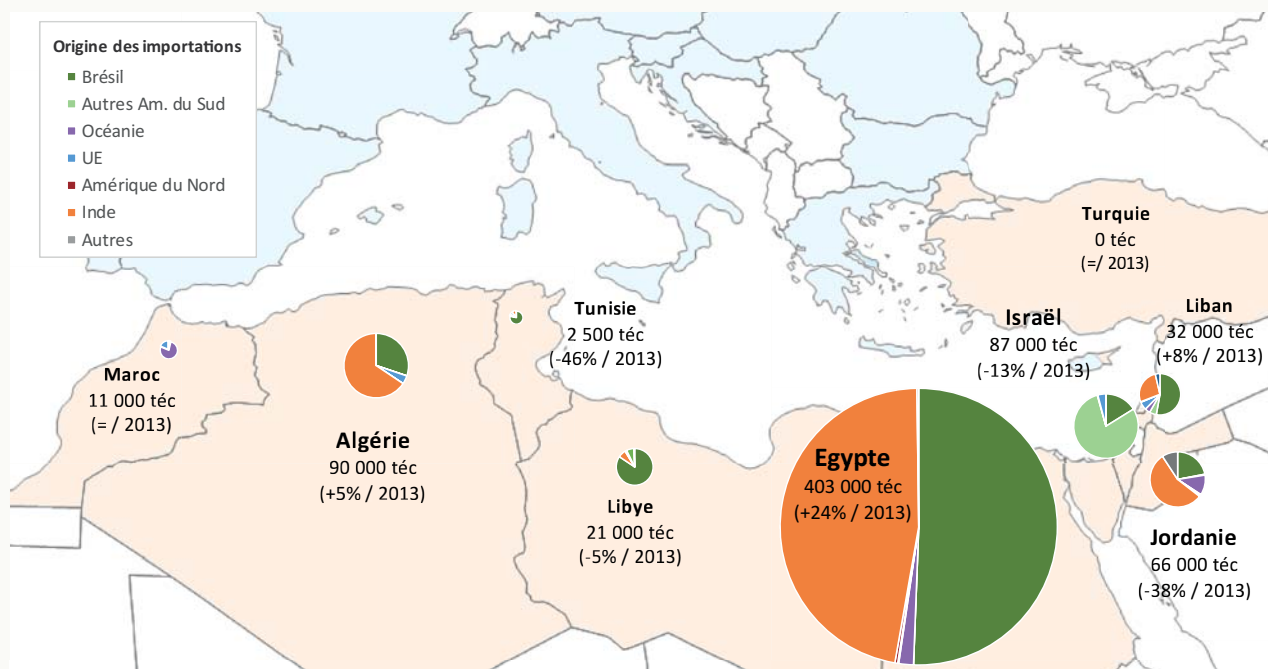 Origine des importations
Brésil
Autres Am. du Sud
Océanie
UE
Amérique du Nord
Inde
Autres
Turquie
0 téc
(=/ 2013)
Tunisie
2 500 téc
(-46% / 2013)
Israël
87 000 téc
(-13% / 2013)
Liban
32 000 téc
(+8% / 2013)
Maroc
11 000 téc
(= / 2013)
Algérie
90 000 téc
(+5% / 2013)
Libye
21 000 téc
(-5% / 2013)
Egypte
403 000 téc
(+24% / 2013)
Jordanie
66 000 téc
(-38% / 2013)